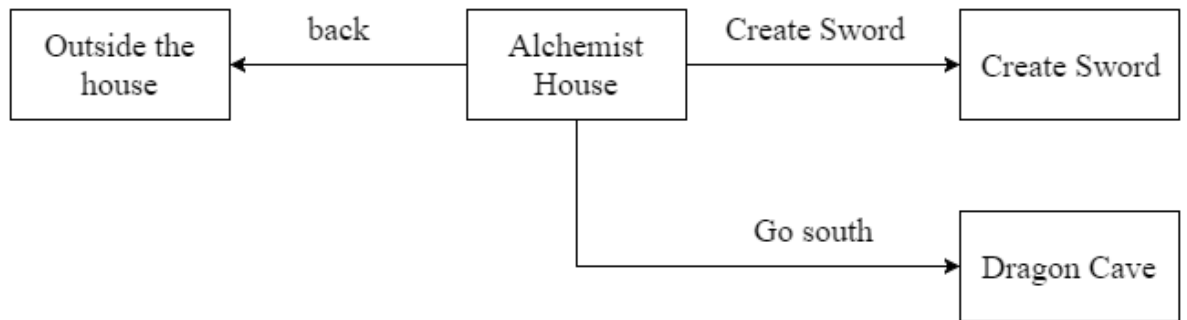 back
Create Sword
Outside the
house
Alchemist
House
Create Sword
Go south
Dragon Cave